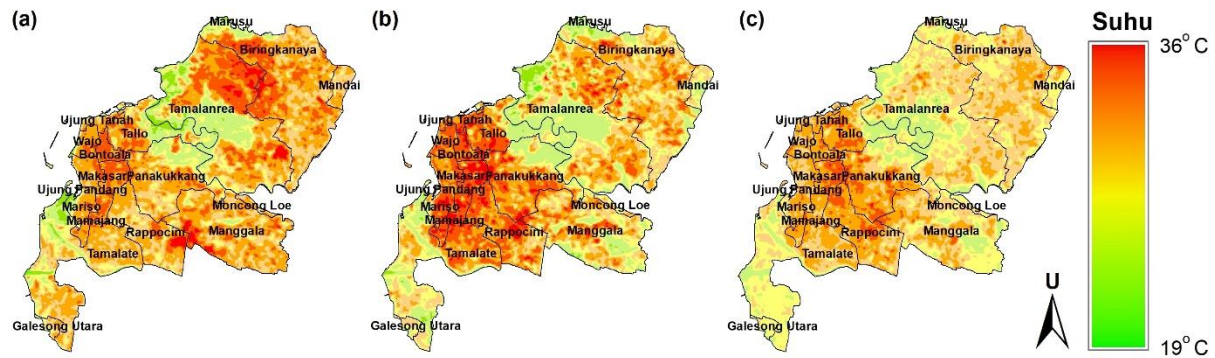 (a)
Marusu
Biringkanaya
Mandai
Tamalanrea
Ujung Tanah
Tallo
Wajo
Bontoala
Makasar Panakukkang
Ujung Pandang
Mariso
Moncong Loe
Mamajang
Rappocini
Manggala
Tamalate
Galesong Utara
(b)
Marusu
Biringkanaya
Mandai
Tamalanrea
Ujung Tanah
Tallo
Wajo
Bontoala
Makasar Panakukkang
Ujung Pandang
Mariso
Moncong Loe
Mamajang
Rappocini
Manggala
Tamalate
Galesong Utara
(c)
Marusu
Biringkanaya
Mandai
Tamalanrea
Ujung Tanah
Tallo
Wajo
Bontoala
Makasar Panakukkang
Ujung Pandang
Mariso
Moncong Loe
Mamajang
Rappocini
Manggala
Tamalate
Galesong Utara
Suhu
36° C
U
19° C